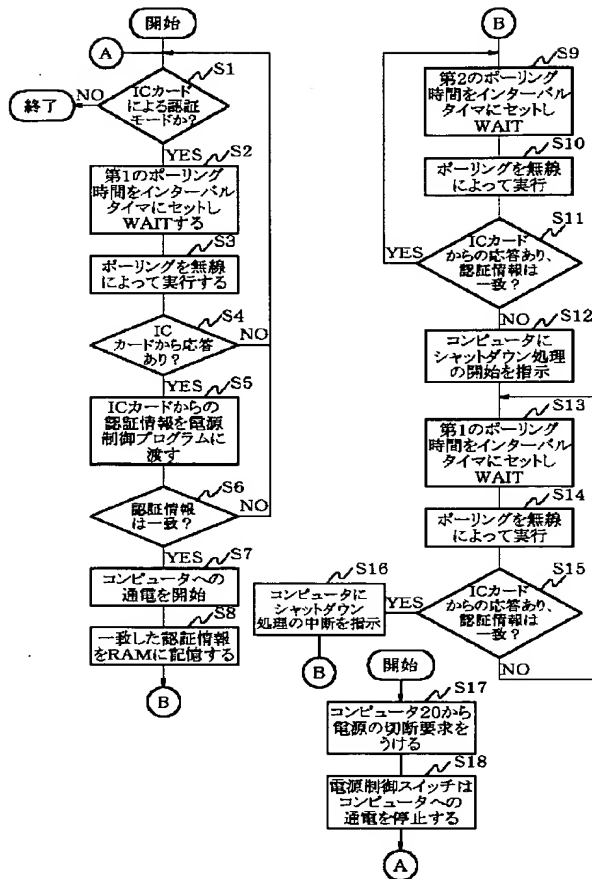 開始
A
S1
ICカード
による認証
モードか?
NO
終了
YES
S2
第1のポーリング
時間をインターバル
タイマにセットし
WAITする
S3
ポーリングを無線
によって実行する
S4
IC
カードから応答
あり?
NO
YES
S5
ICカードからの
認証情報を電源
制御プログラムに
渡す
S6
認証情報
は一致?
NO
YES
S7
コンピュータへの
通電を開始
S8
一致した認証情報
をRAMに記憶する
B
B
S9
第2のポーリング
時間をインターバル
タイマにセットし
WAIT
S10
ポーリングを無線
によって実行
S11
ICカード
からの応答あり、
認証情報は
一致?
YES
NO
S12
コンピュータに
シャットダウン処理
の開始を指示
S13
第1のポーリング
時間をインターバル
タイマにセットし
WAIT
S14
ポーリングを無線
によって実行
S15
ICカード
からの応答あり、
認証情報は
一致?
YES
NO
S16
コンピュータに
シャットダウン
処理の中断を指示
B
開始
S17
コンピュータ20から
電源の切断要求を
うける
S18
電源制御スイッチは
コンピュータへの
通電を停止する
A